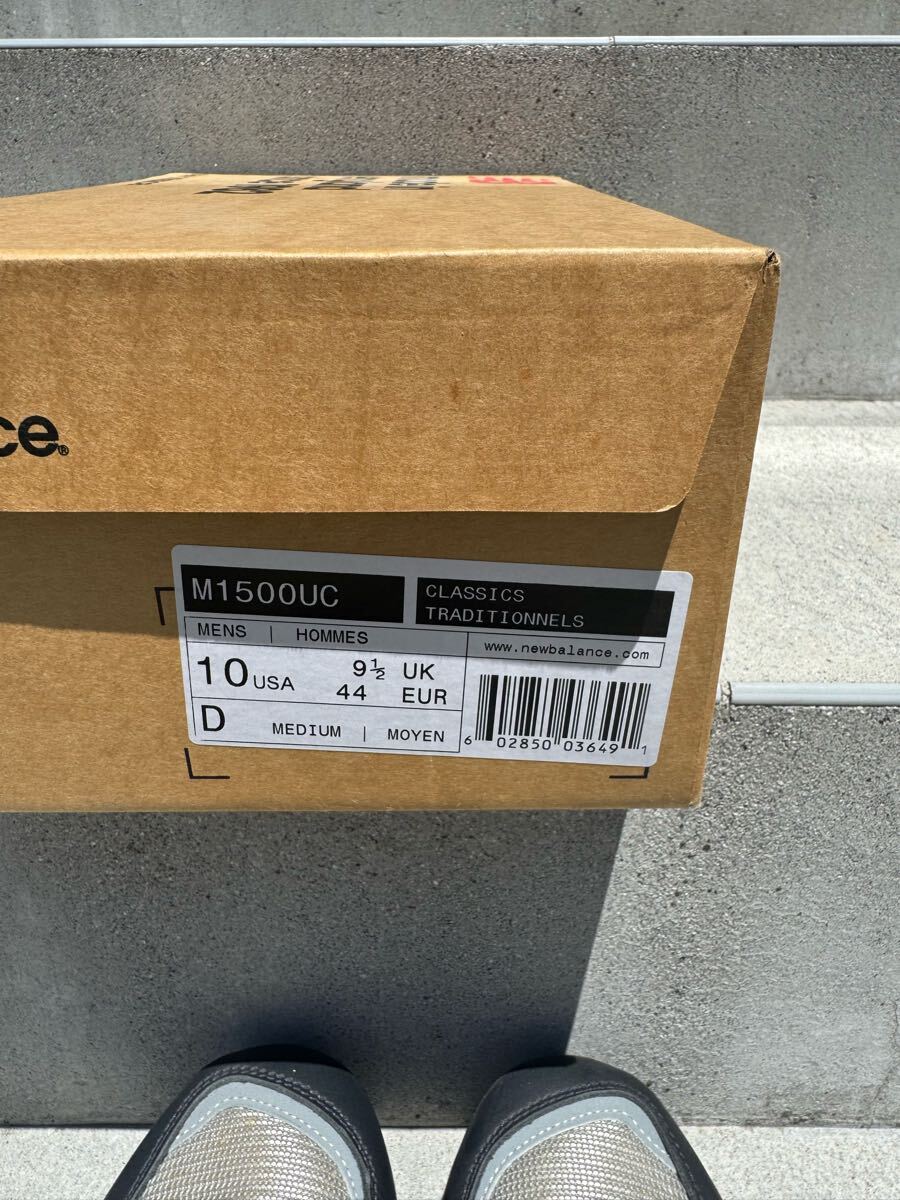 ce®
M1500UC
CLASSICS
TRADITIONNELS
MENS | HOMMES
www.newbalance.com
10 USA
9½ UK
44 EUR
D
MEDIUM | MOYEN
6 02850 03649 1